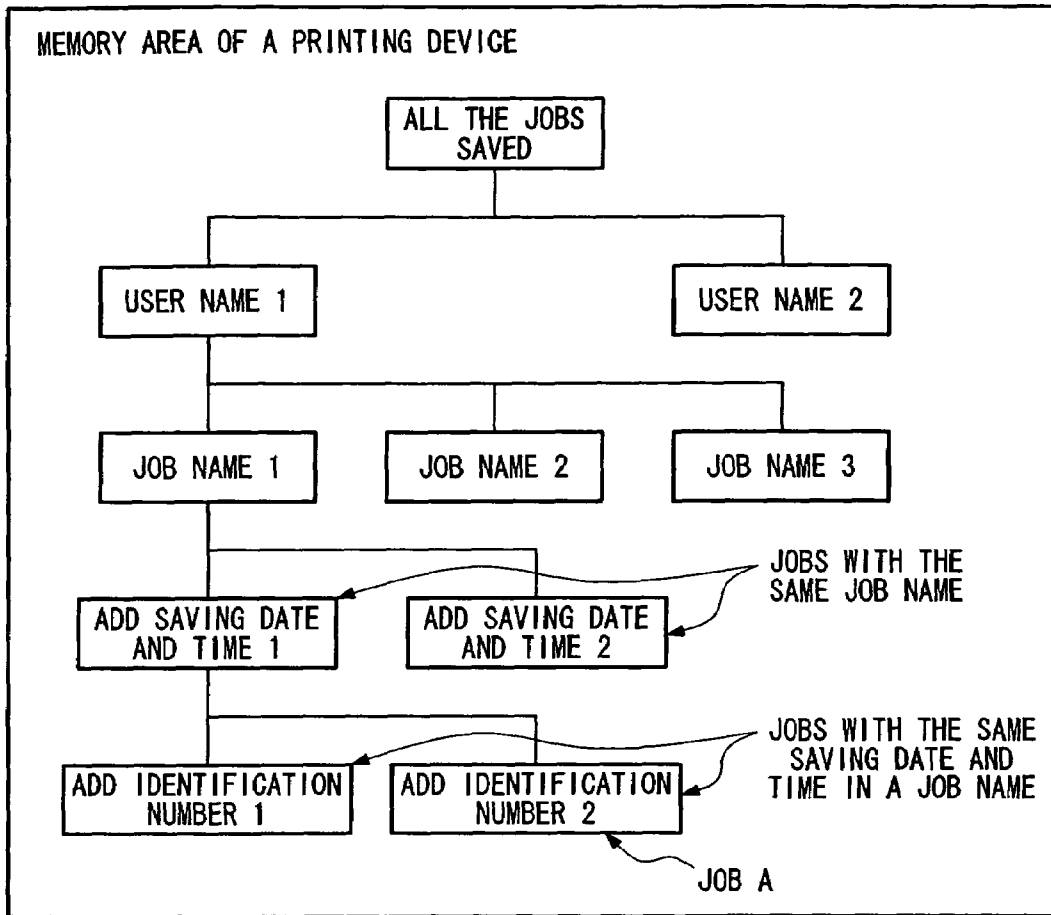 MEMORY AREA OF A PRINTING DEVICE
ALL THE JOBS
SAVED
USER NAME 1
USER NAME 2
JOB NAME 1
JOB NAME 2
JOB NAME 3
JOBS WITH THE
SAME JOB NAME
ADD SAVING DATE
AND TIME 1
ADD SAVING DATE
AND TIME 2
JOBS WITH THE SAME
SAVING DATE AND
TIME IN A JOB NAME
ADD IDENTIFICATION
NUMBER 1
ADD IDENTIFICATION
NUMBER 2
JOB A